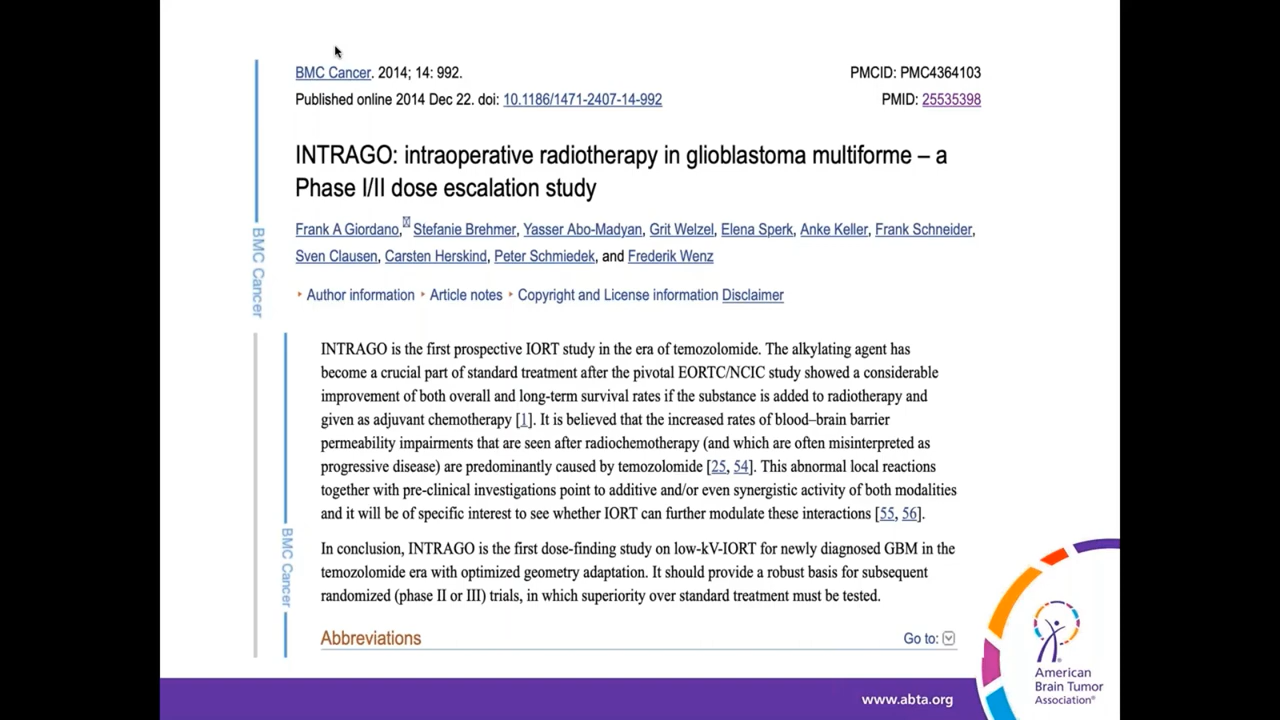 BMC Cancer. 2014; 14: 992.
PMCID: PMC4364103
Published online 2014 Dec 22. doi: 10.1186/1471-2407-14-992
PMID: 25535398
INTRAGO: intraoperative radiotherapy in glioblastoma multiforme – a
Phase I/II dose escalation study
Frank A Giordano, Stefanie Brehmer, Yasser Abo-Madyan, Grit Welzel, Elena Sperk, Anke Keller, Frank Schneider,
Sven Clausen, Carsten Herskind, Peter Schmiedek, and Frederik Wenz
BMC Cancer
‣ Author information ‣ Article notes ‣ Copyright and License information Disclaimer
INTRAGO is the first prospective IORT study in the era of temozolomide. The alkylating agent has
become a crucial part of standard treatment after the pivotal EORTC/NCIC study showed a considerable
improvement of both overall and long-term survival rates if the substance is added to radiotherapy and
given as adjuvant chemotherapy [1]. It is believed that the increased rates of blood–brain barrier
permeability impairments that are seen after radiochemotherapy (and which are often misinterpreted as
progressive disease) are predominantly caused by temozolomide [25, 54]. This abnormal local reactions
together with pre-clinical investigations point to additive and/or even synergistic activity of both modalities
and it will be of specific interest to see whether IORT can further modulate these interactions [55, 56].
BMC Cancer
In conclusion, INTRAGO is the first dose-finding study on low-kV-IORT for newly diagnosed GBM in the
temozolomide era with optimized geometry adaptation. It should provide a robust basis for subsequent
randomized (phase II or III) trials, in which superiority over standard treatment must be tested.
Abbreviations
Go to:
American
Brain Tumor
Association®
www.abta.org